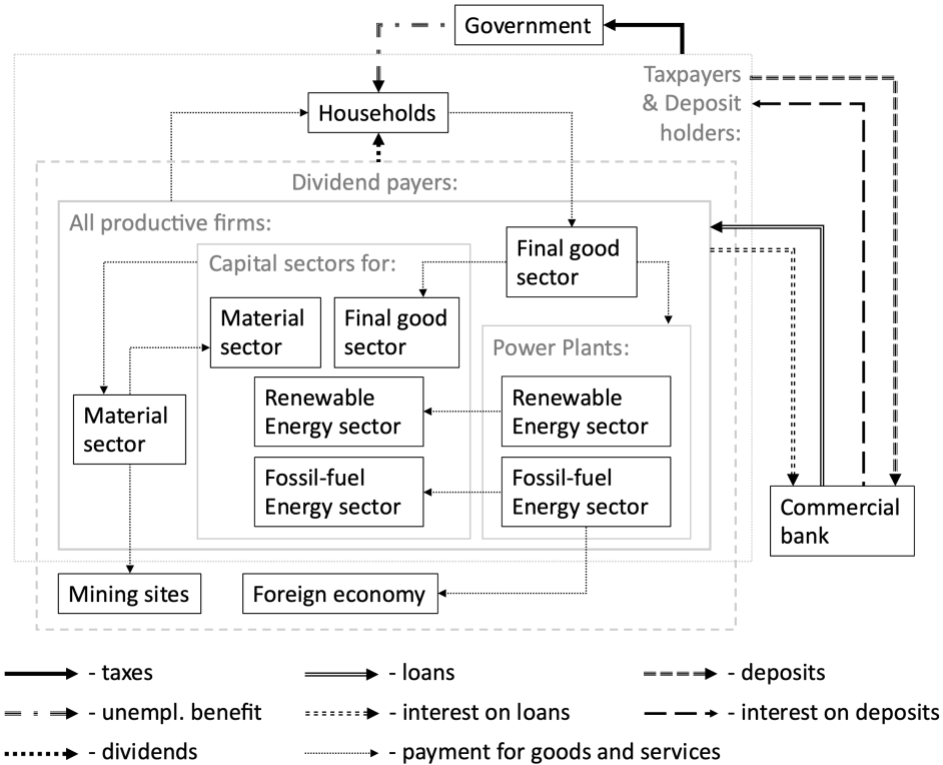 Government
Taxpayers
& Deposit
holders:
Households
Dividend payers:
All productive firms:
Final good
sector
Capital sectors for:
Material
sector
Final good
sector
Power Plants:
Renewable
Energy sector
Renewable
Energy sector
Material
sector
Fossil-fuel
Energy sector
Fossil-fuel
Energy sector
Commercial
bank
Mining sites
Foreign economy
- taxes
- loans
- deposits
- unempl. benefit
- interest on loans
- interest on deposits
- dividends
- payment for goods and services